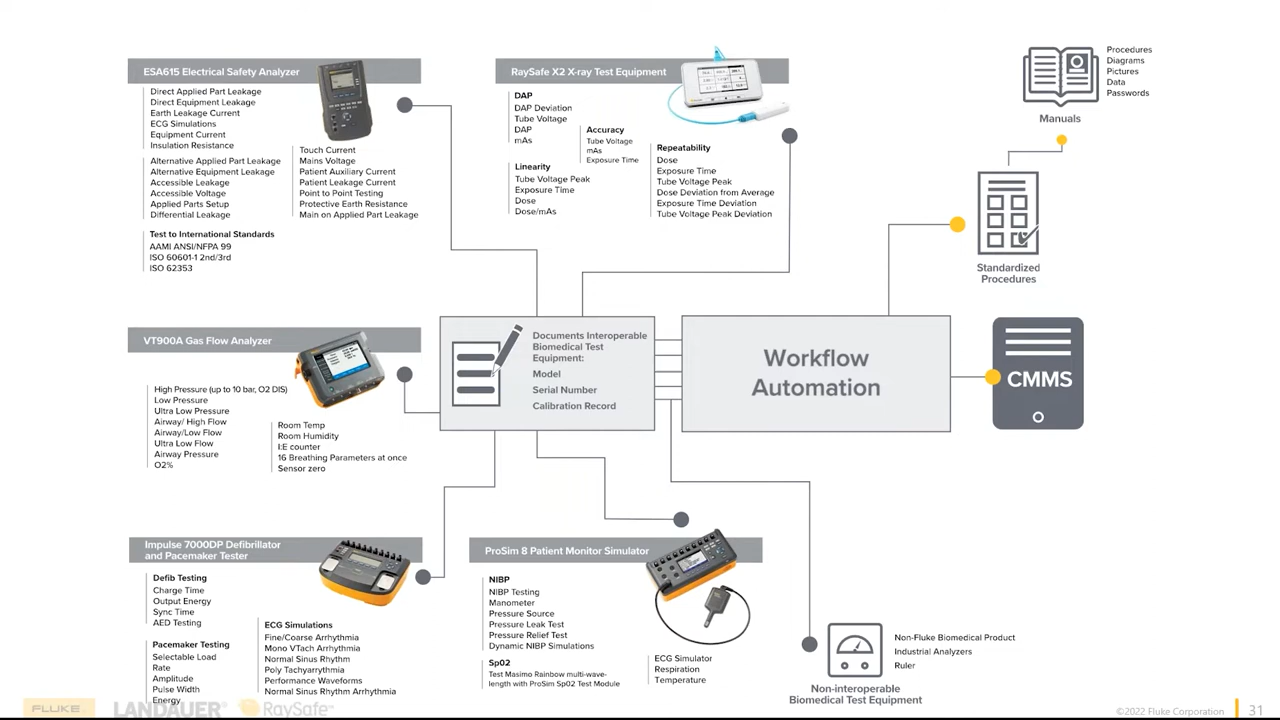 ESA615 Electrical Safety Analyzer
Direct Applied Part Leakage
Direct Equipment Leakage
Earth Leakage Current
ECG Simulations
Equipment Current
Insulation Resistance
Alternative Applied Part Leakage
Alternative Equipment Leakage
Accessible Leakage
Accessible Voltage
Applied Parts Setup
Differential Leakage
Touch Current
Mains Voltage
Patient Auxiliary Current
Patient Leakage Current
Point to Point Testing
Protective Earth Resistance
Main on Applied Part Leakage
Test to International Standards
AAMI ANSI/NFPA 99
ISO 60601-1 2nd/3rd
ISO 62353
RaySafe X2 X-ray Test Equipment
DAP
DAP Deviation
Tube Voltage
DAP
mAs
Linearity
Tube Voltage Peak
Exposure Time
Dose
Dose/mAs
Accuracy
Tube Voltage
mAs
Exposure Time
Repeatability
Dose
Exposure Time
Tube Voltage Peak
Dose Deviation from Average
Exposure Time Deviation
Tube Voltage Peak Deviation
Procedures
Diagrams
Pictures
Data
Passwords
Manuals
Standardized
Procedures
VT900A Gas Flow Analyzer
High Pressure (up to 10 bar, O2 DIS)
Low Pressure
Ultra Low Pressure
Airway/ High Flow
Airway/Low Flow
Ultra Low Flow
Airway Pressure
O2%
Room Temp
Room Humidity
I:E counter
16 Breathing Parameters at once
Sensor zero
Documents Interoperable
Biomedical Test
Equipment:
Model
Serial Number
Calibration Record
Workflow
Automation
CMMS
Impulse 7000DP Defibrillator
and Pacemaker Tester
Defib Testing
Charge Time
Output Energy
Sync Time
AED Testing
Pacemaker Testing
Selectable Load
Rate
Amplitude
Pulse Width
Energy
ECG Simulations
Fine/Coarse Arrhythmia
Mono VTach Arrhythmia
Normal Sinus Rhythm
Poly Tachyarrythmia
Performance Waveforms
Normal Sinus Rhythm Arrhythmia
ProSim 8 Patient Monitor Simulator
NIBP
NIBP Testing
Manometer
Pressure Source
Pressure Leak Test
Pressure Relief Test
Dynamic NIBP Simulations
Sp02
Test Masimo Rainbow multi-wave-
length with ProSim Sp02 Test Module
ECG Simulator
Respiration
Temperature
Non-Fluke Biomedical Product
Industrial Analyzers
Ruler
Non-interoperable
Biomedical Test Equipment
FLUKE®
LANDAUER®
RaySafe™
©2022 Fluke Corporation
31